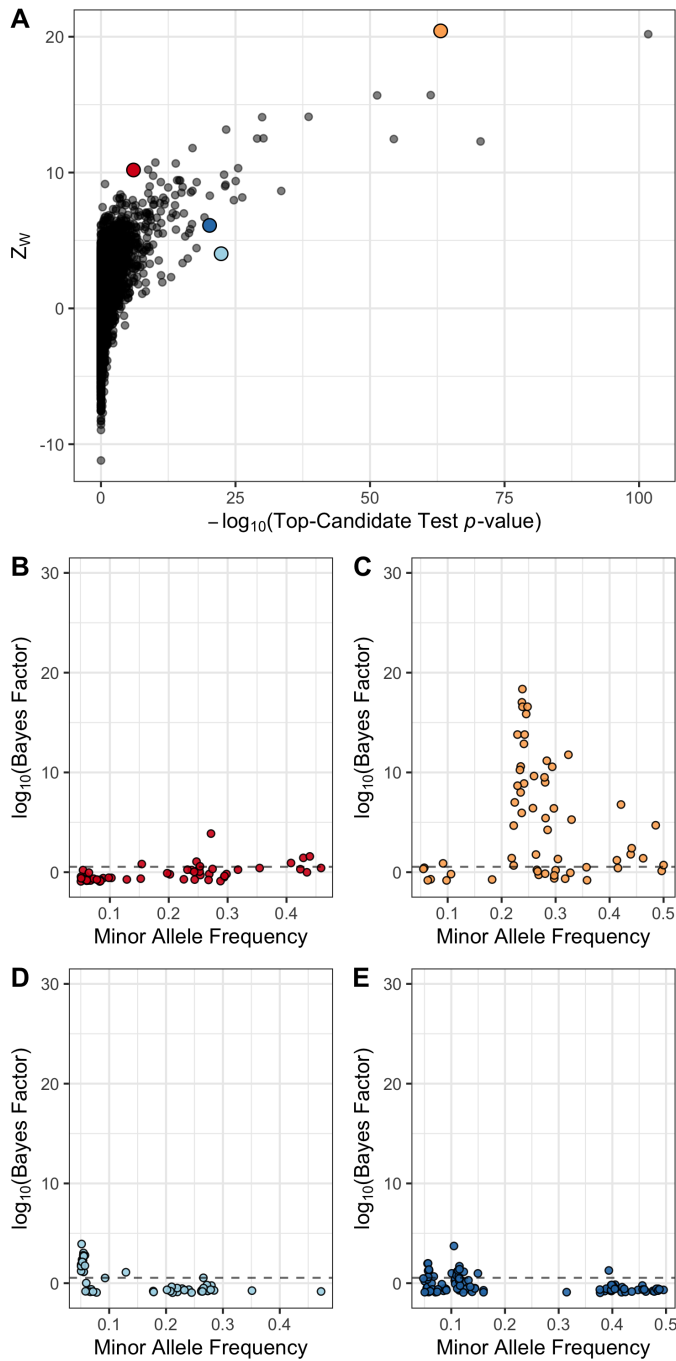 A
20
10
0
-10
Z_W
0 25 50 75 100
−log₁₀(Top-Candidate Test p-value)
B
30
20
10
0
log₁₀(Bayes Factor)
0.1 0.2 0.3 0.4
Minor Allele Frequency
C
30
20
10
0
log₁₀(Bayes Factor)
0.1 0.2 0.3 0.4 0.5
Minor Allele Frequency
D
30
20
10
0
log₁₀(Bayes Factor)
0.1 0.2 0.3 0.4
Minor Allele Frequency
E
30
20
10
0
log₁₀(Bayes Factor)
0.1 0.2 0.3 0.4 0.5
Minor Allele Frequency